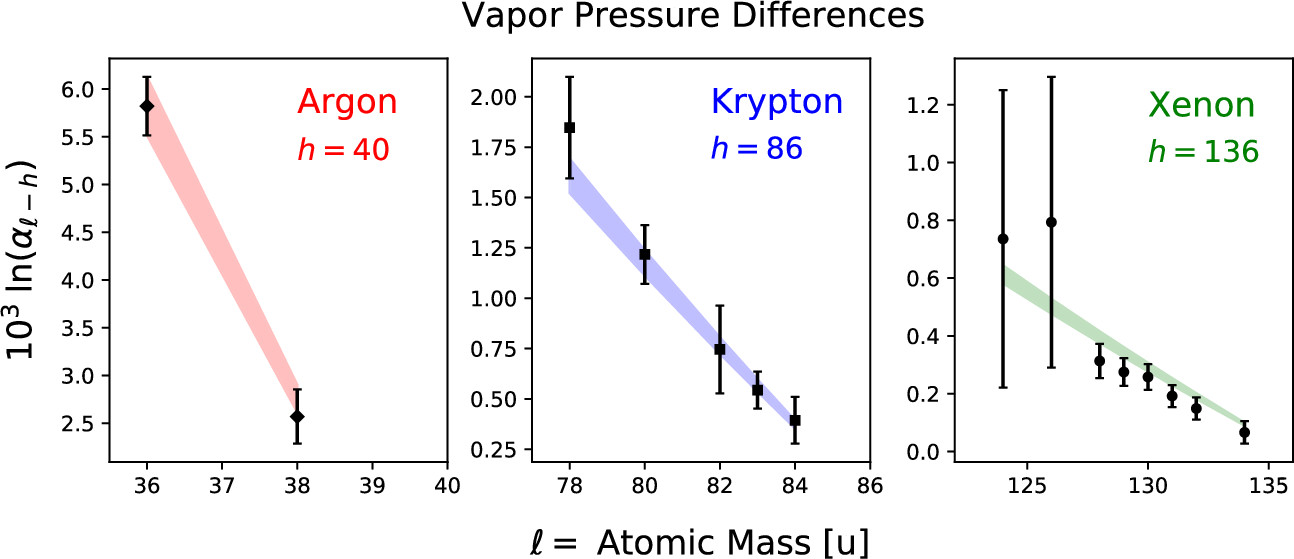 Vapor Pressure Differences
10³ ln(αℓ−h)
6.0
5.5
5.0
4.5
4.0
3.5
3.0
2.5
36 37 38 39 40
Argon
h = 40
2.00
1.75
1.50
1.25
1.00
0.75
0.50
0.25
78 80 82 84 86
Krypton
h = 86
1.2
1.0
0.8
0.6
0.4
0.2
0.0
125 130 135
Xenon
h = 136
ℓ = Atomic Mass [u]